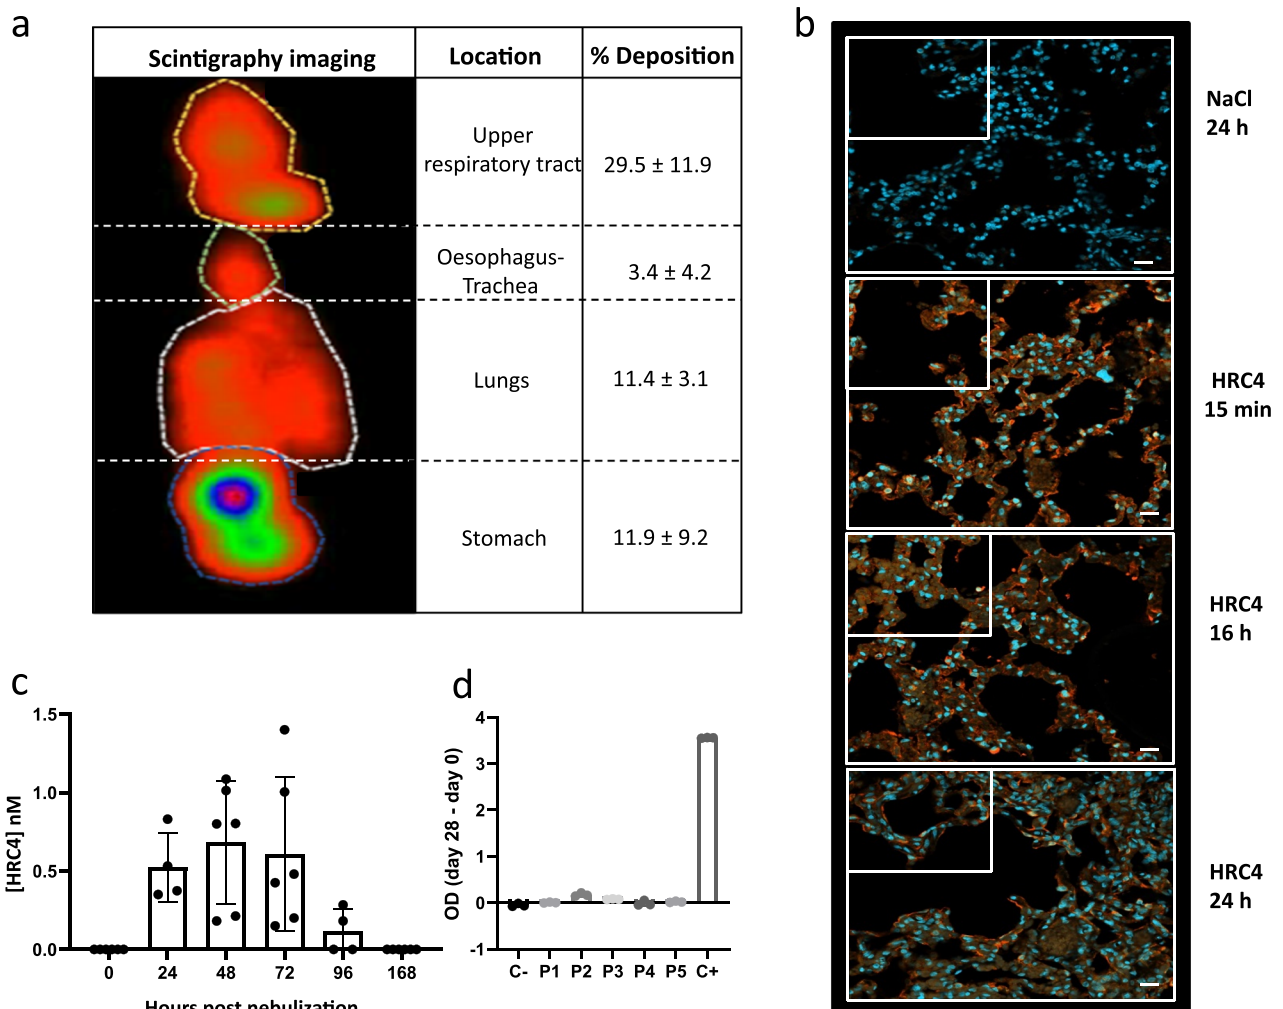 a
Scintigraphy imaging
Location
% Deposition
Upper
respiratory tract
29.5 ± 11.9
Oesophagus-
Trachea
3.4 ± 4.2
Lungs
11.4 ± 3.1
Stomach
11.9 ± 9.2
b
NaCl
24 h
HRC4
15 min
HRC4
16 h
HRC4
24 h
c
[HRC4] nM
1.5
1.0
0.5
0.0
0 24 48 72 96 168
Hours post nebulization
d
OD (day 28 - day 0)
4
3
2
1
0
-1
C- P1 P2 P3 P4 P5 C+